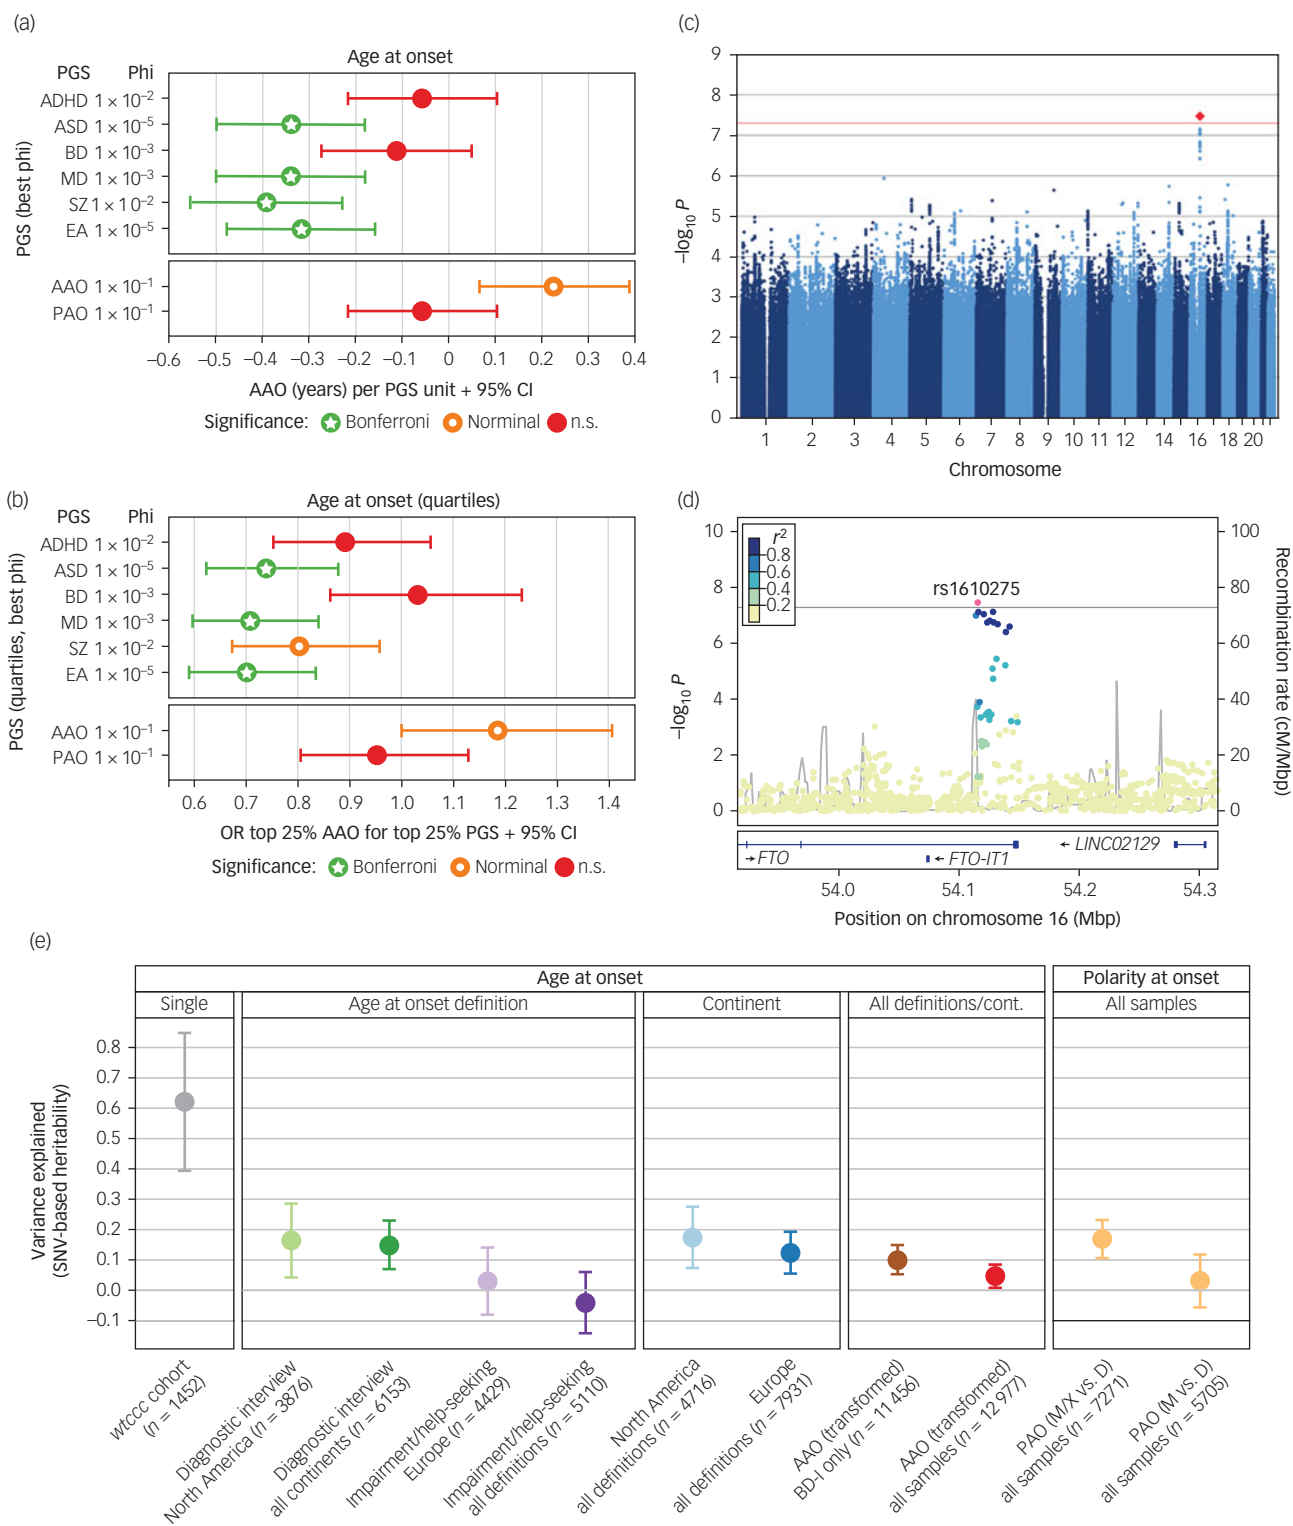 (a)
Age at onset
PGS Phi
PGS (best phi)
ADHD 1 × 10⁻²
ASD 1 × 10⁻⁵
BD 1 × 10⁻³
MD 1 × 10⁻³
SZ 1 × 10⁻²
EA 1 × 10⁻⁵
AAO 1 × 10⁻¹
PAO 1 × 10⁻¹
−0.6 −0.5 −0.4 −0.3 −0.2 −0.1 0 0.1 0.2 0.3 0.4
AAO (years) per PGS unit + 95% CI
Significance: Bonferroni Norminal n.s.
(b)
Age at onset (quartiles)
PGS Phi
PGS (quartiles, best phi)
ADHD 1 × 10⁻²
ASD 1 × 10⁻⁵
BD 1 × 10⁻³
MD 1 × 10⁻³
SZ 1 × 10⁻²
EA 1 × 10⁻⁵
AAO 1 × 10⁻¹
PAO 1 × 10⁻¹
0.6 0.7 0.8 0.9 1.0 1.1 1.2 1.3 1.4
OR top 25% AAO for top 25% PGS + 95% CI
Significance: Bonferroni Norminal n.s.
(c)
9
8
7
6
5
4
3
2
1
0
−log₁₀ P
1 2 3 4 5 6 7 8 9 10 11 12 14 16 18 20
Chromosome
(d)
10
8
6
4
2
0
−log₁₀ P
r²
0.8
0.6
0.4
0.2
rs1610275
100
80
60
40
20
0
Recombination rate (cM/Mbp)
→ FTO
← FTO-IT1
← LINC02129
54.0 54.1 54.2 54.3
Position on chromosome 16 (Mbp)
(e)
Age at onset
Polarity at onset
Single
Age at onset definition
Continent
All definitions/cont.
All samples
Variance explained
(SNV-based heritability)
0.8
0.7
0.6
0.5
0.4
0.3
0.2
0.1
0.0
−0.1
wtccc cohort
(n = 1452)
Diagnostic interview
North America (n = 3876)
Diagnostic interview
all continents (n = 6153)
Impairment/help-seeking
Europe (n = 4429)
Impairment/help-seeking
all definitions (n = 5110)
North America
all definitions (n = 4716)
Europe
all definitions (n = 7931)
AAO (transformed)
BD-I only (n = 11 456)
AAO (transformed)
all samples (n = 12 977)
PAO (M/X VS. D)
all samples (n = 7271)
PAO (M VS. D)
all samples (n = 5705)